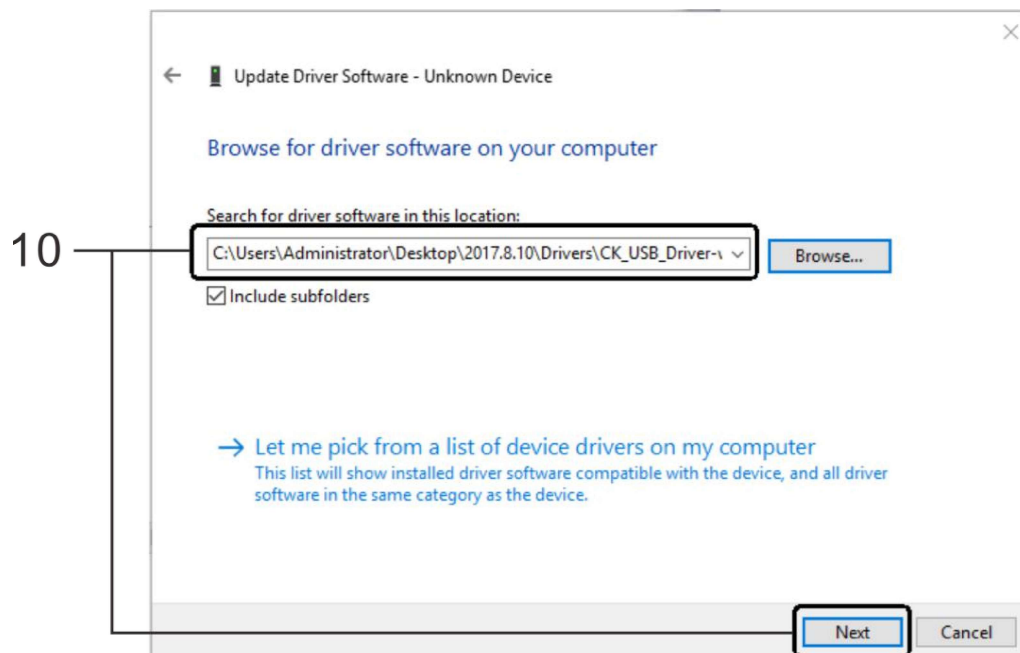 Update Driver Software - Unknown Device
Browse for driver software on your computer
Search for driver software in this location:
10
C:\Users\Administrator\Desktop\2017.8.10\Drivers\CK_USB_Driver-v
Browse...
Include subfolders
Let me pick from a list of device drivers on my computer
This list will show installed driver software compatible with the device, and all driver
software in the same category as the device.
Next
Cancel